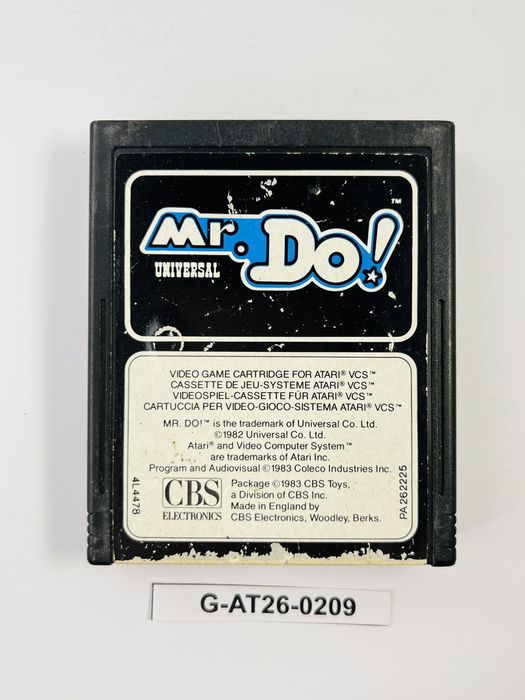 Mr. Do!™
UNIVERSAL
VIDEO GAME CARTRIDGE FOR ATARI® VCS™
CASSETTE DE JEU-SYSTEME ATARI® VCS™
VIDEOSPIEL-CASSETTE FÜR ATARI® VCS™
CARTUCCIA PER VIDEO-GIOCO-SISTEMA ATARI® VCS™
MR. DO!™ is the trademark of Universal Co. Ltd.
©1982 Universal Co. Ltd.
Atari® and Video Computer System™
are trademarks of Atari Inc.
Program and Audiovisual ©1983 Coleco Industries Inc.
4L4478
CBS
ELECTRONICS
Package ©1983 CBS Toys,
a Division of CBS Inc.
Made in England by
CBS Electronics, Woodley, Berks.
PA 262225
G-AT26-0209